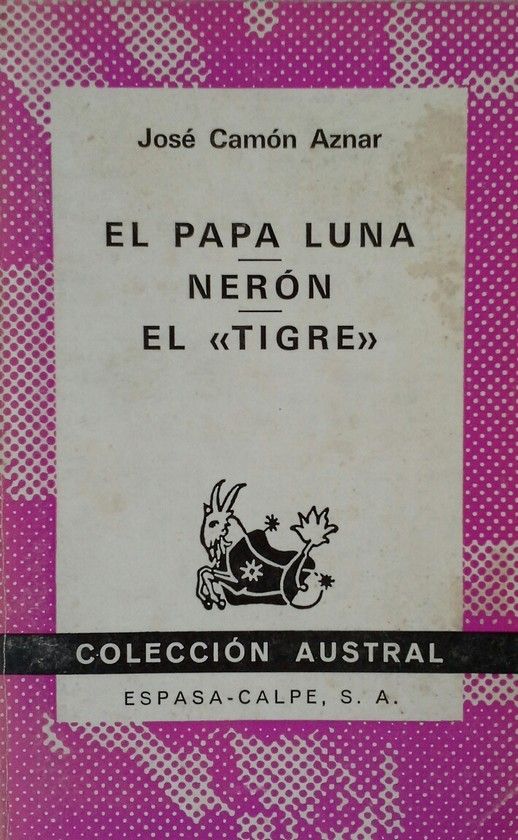 José Camón Aznar
EL PAPA LUNA
NERÓN
EL «TIGRE»
COLECCIÓN AUSTRAL
ESPASA-CALPE, S. A.